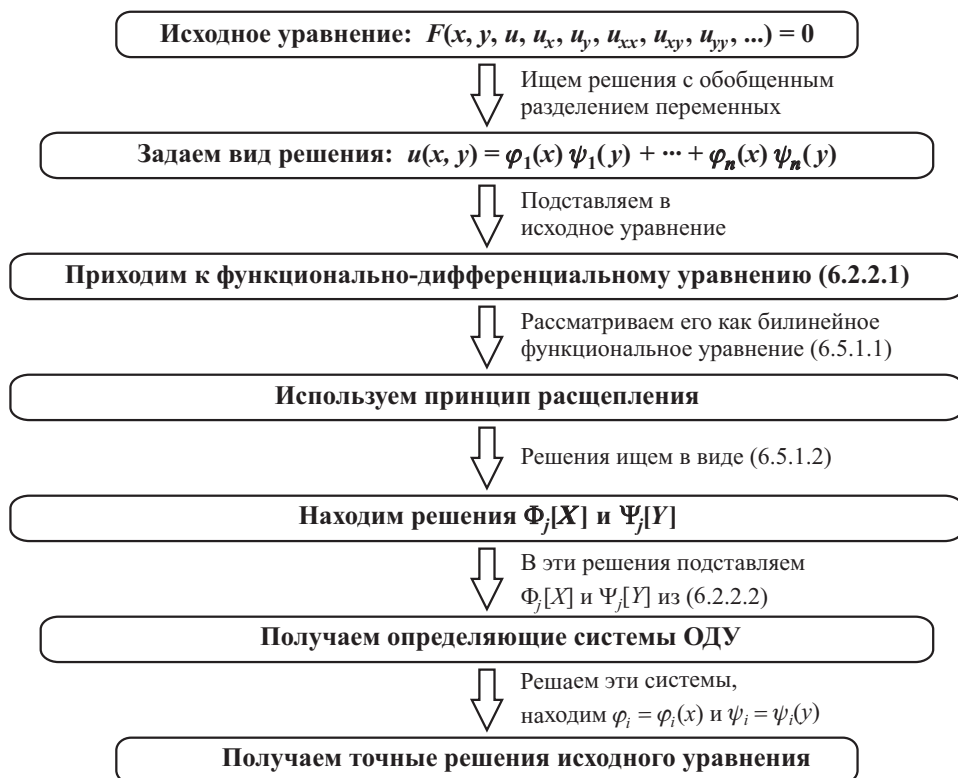 Исходное уравнение: F(x, y, u, uₓ, u_y, uₓₓ, u_xy, u_yy, ...) = 0
Ищем решения с обобщенным
разделением переменных
Задаем вид решения: u(x, y) = φ₁(x) ψ₁(y) + ··· + φₙ(x) ψₙ(y)
Подставляем в
исходное уравнение
Приходим к функционально-дифференциальному уравнению (6.2.2.1)
Рассматриваем его как билинейное
функциональное уравнение (6.5.1.1)
Используем принцип расщепления
Решения ищем в виде (6.5.1.2)
Находим решения Φⱼ[X] и Ψⱼ[Y]
В эти решения подставляем
Φⱼ[X] и Ψⱼ[Y] из (6.2.2.2)
Получаем определяющие системы ОДУ
Решаем эти системы,
находим φᵢ = φᵢ(x) и ψᵢ = ψᵢ(y)
Получаем точные решения исходного уравнения